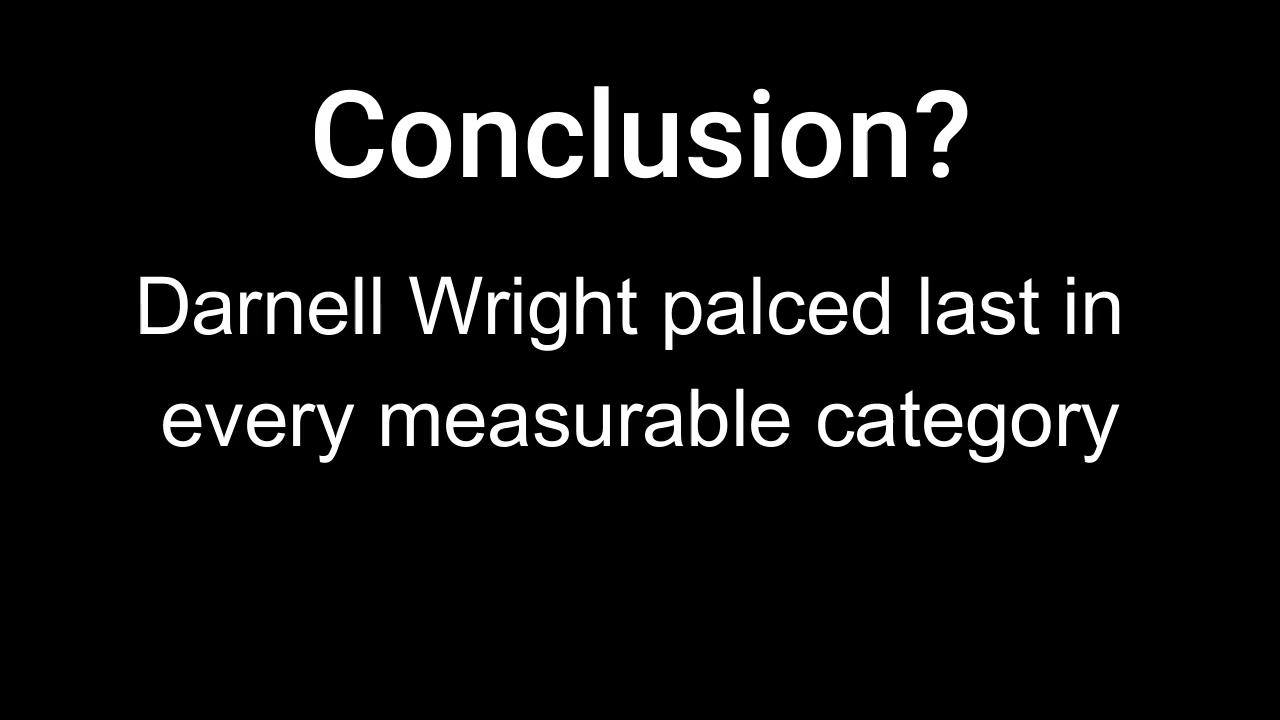 Conclusion?
Darnell Wright palced last in
every measurable category